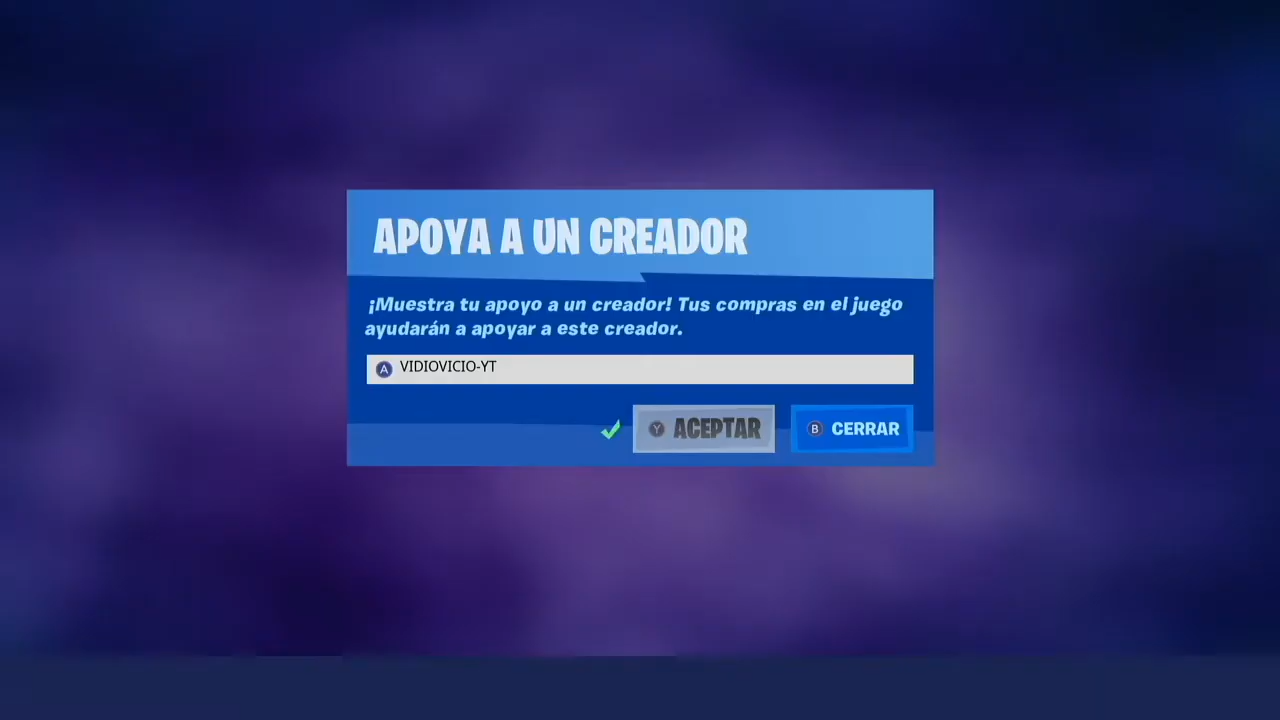 APOYA A UN CREADOR
¡Muestra tu apoyo a un creador! Tus compras en el juego
ayudarán a apoyar a este creador.
A VIDIOVICIO-YT
Y ACEPTAR
B CERRAR